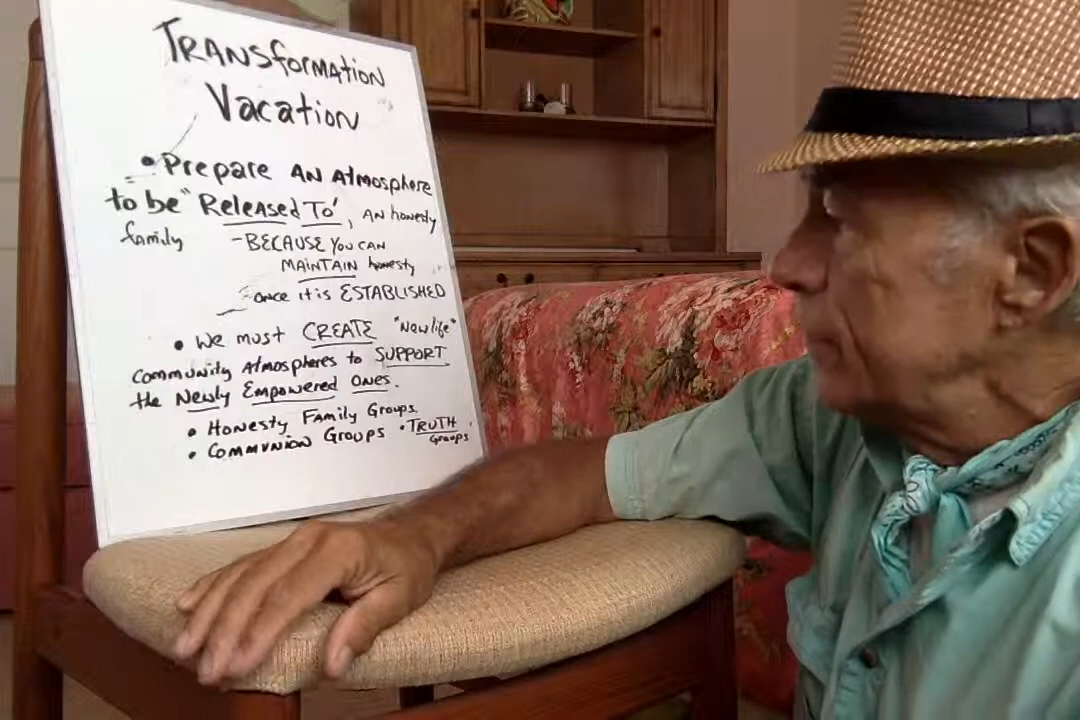 TRANSformation
Vacation
• Prepare AN Atmosphere
to be "Released To", AN honesty
family - BECAUSE YOU CAN
MAINTAIN honesty
once it is ESTABLISHED
• We must CREATE "New life"
Community Atmospheres to SUPPORT
the Newly Empowered Ones.
• Honesty Family Groups.
• Communion Groups • TRUTH
Groups